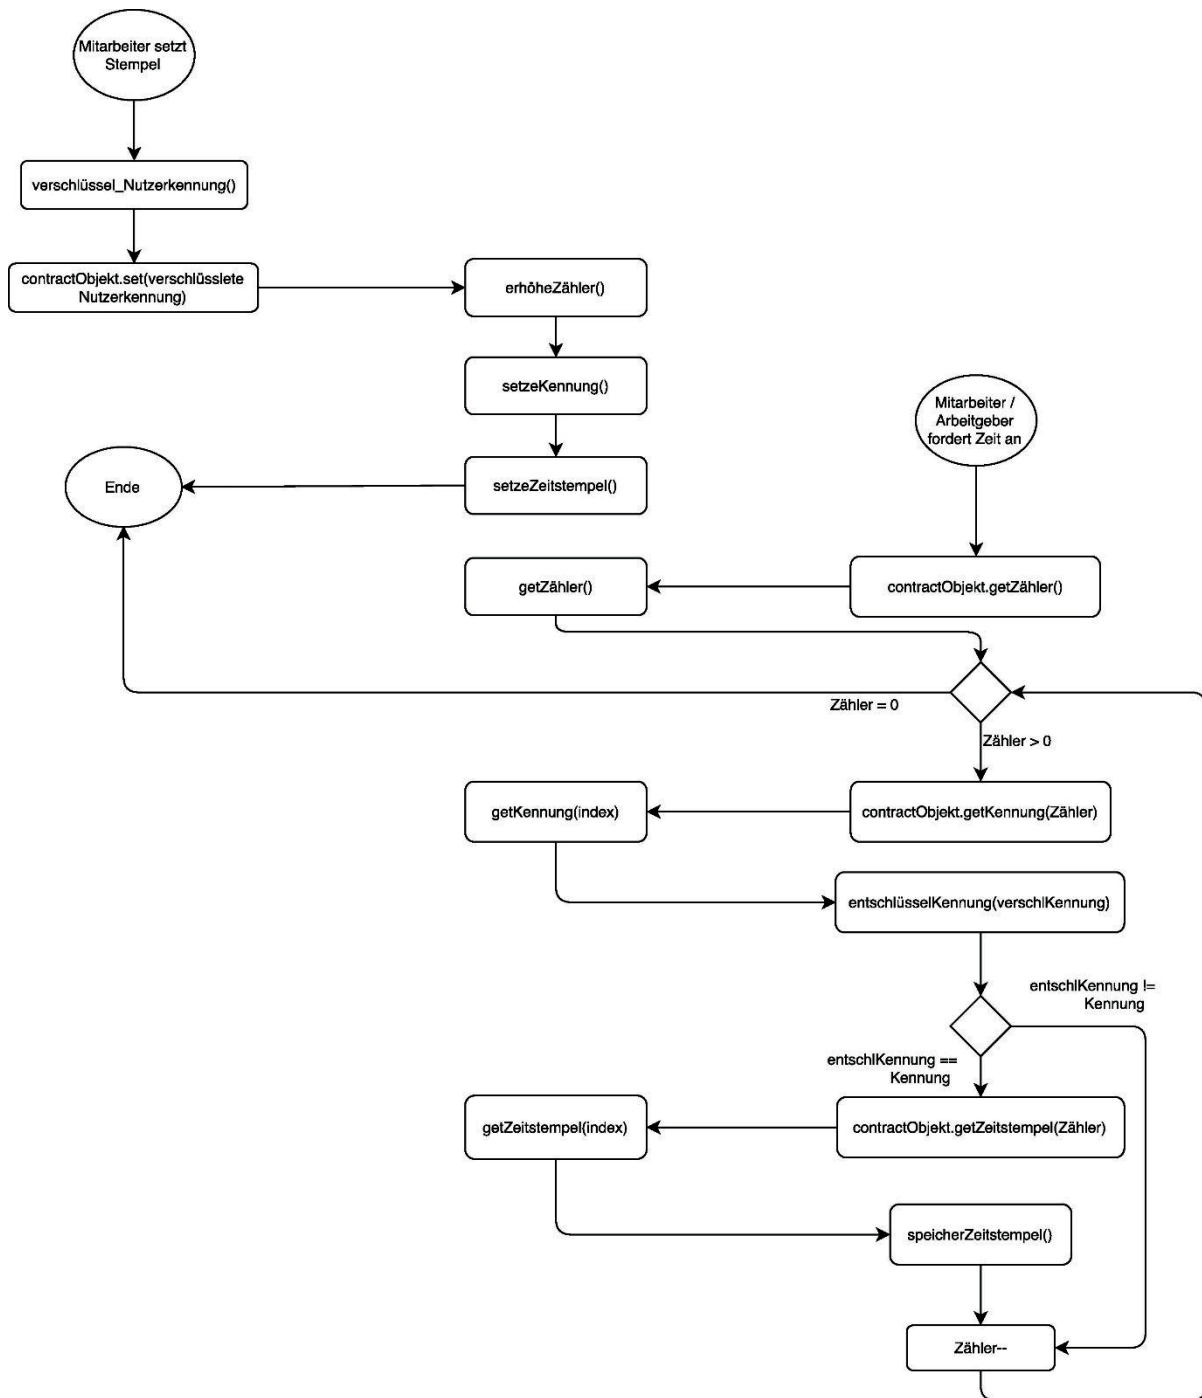 Mitarbeiter setzt
Stempel
verschlüssel_Nutzerkennung()
contractObjekt.set(verschlüsslete
Nutzerkennung)
erhöheZähler()
setzeKennung()
Mitarbeiter /
Arbeitgeber
fordert Zeit an
Ende
setzeZeitstempel()
getZähler()
contractObjekt.getZähler()
Zähler = 0
Zähler > 0
getKennung(index)
contractObjekt.getKennung(Zähler)
entschlüsselKennung(verschlKennung)
entschlKennung !=
Kennung
entschlKennung ==
Kennung
getZeitstempel(index)
contractObjekt.getZeitstempel(Zähler)
speicherZeitstempel()
Zähler--